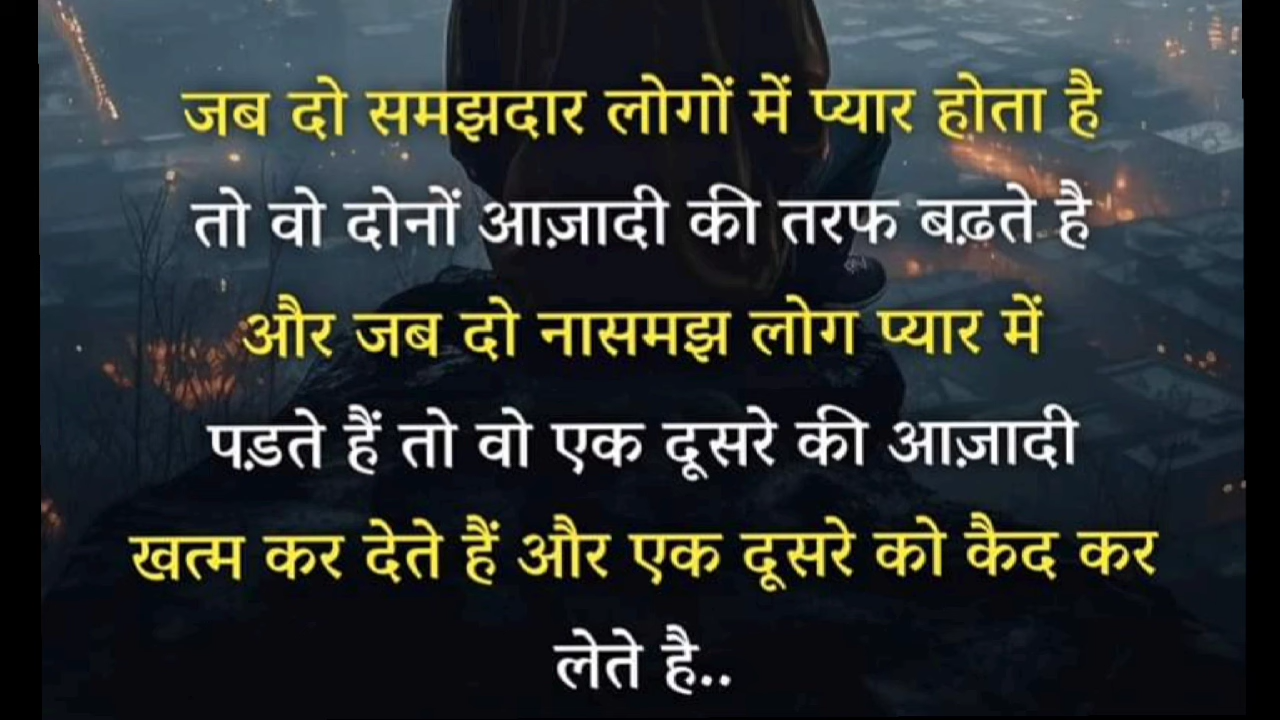 जब दो समझदार लोगों में प्यार होता है
तो वो दोनों आज़ादी की तरफ बढ़ते है
और जब दो नासमझ लोग प्यार में
पड़ते हैं तो वो एक दूसरे की आज़ादी
खत्म कर देते हैं और एक दूसरे को कैद कर
लेते है..